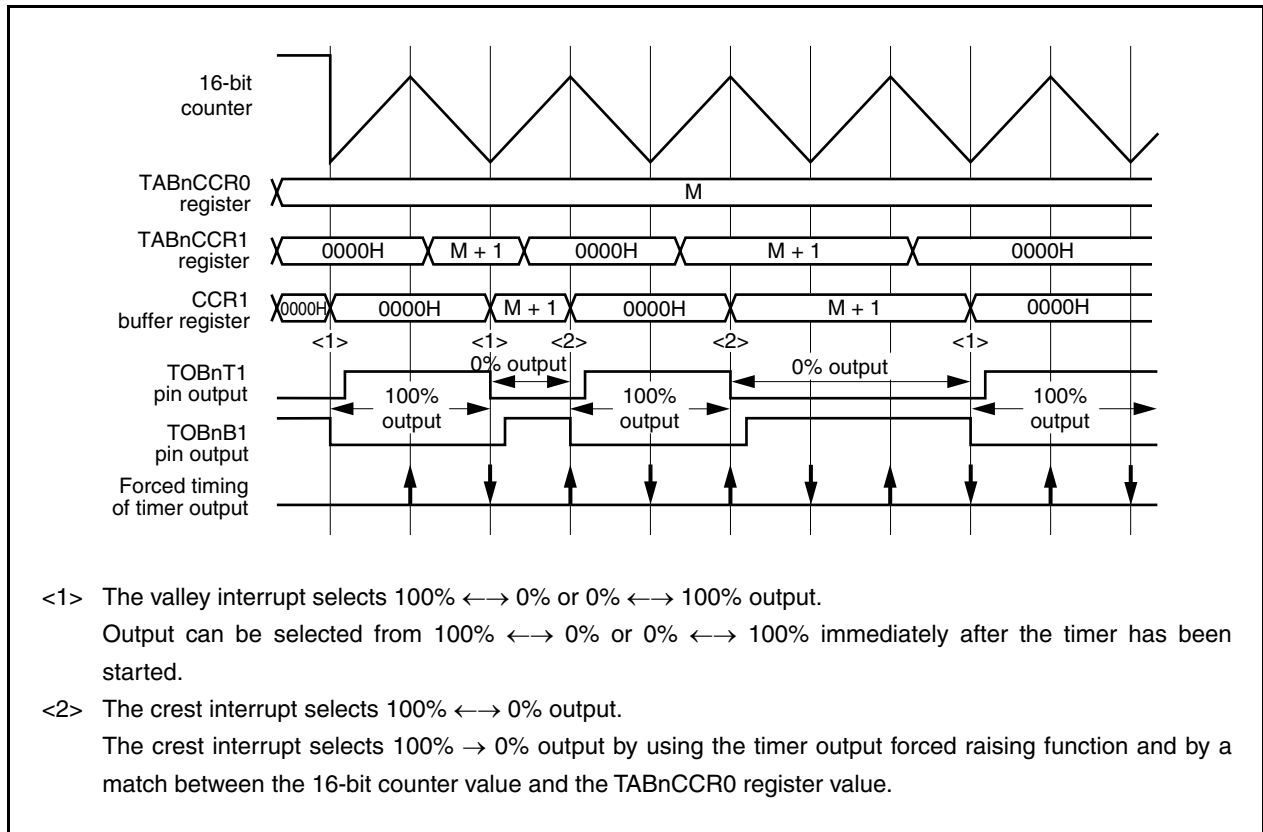 16-bit
counter
TABnCCR0
register
M
TABnCCR1
register
0000H M + 1 0000H M + 1 0000H
CCR1
buffer register
0000H 0000H M + 1 0000H M + 1 0000H
<1> <1> <2> <2> <1>
TOBnT1
pin output
0% output 0% output
100%
output
100%
output
100%
output
TOBnB1
pin output
Forced timing
of timer output
<1> The valley interrupt selects 100% ←→ 0% or 0% ←→ 100% output.
Output can be selected from 100% ←→ 0% or 0% ←→ 100% immediately after the timer has been
started.
<2> The crest interrupt selects 100% ←→ 0% output.
The crest interrupt selects 100% → 0% output by using the timer output forced raising function and by a
match between the 16-bit counter value and the TABnCCR0 register value.